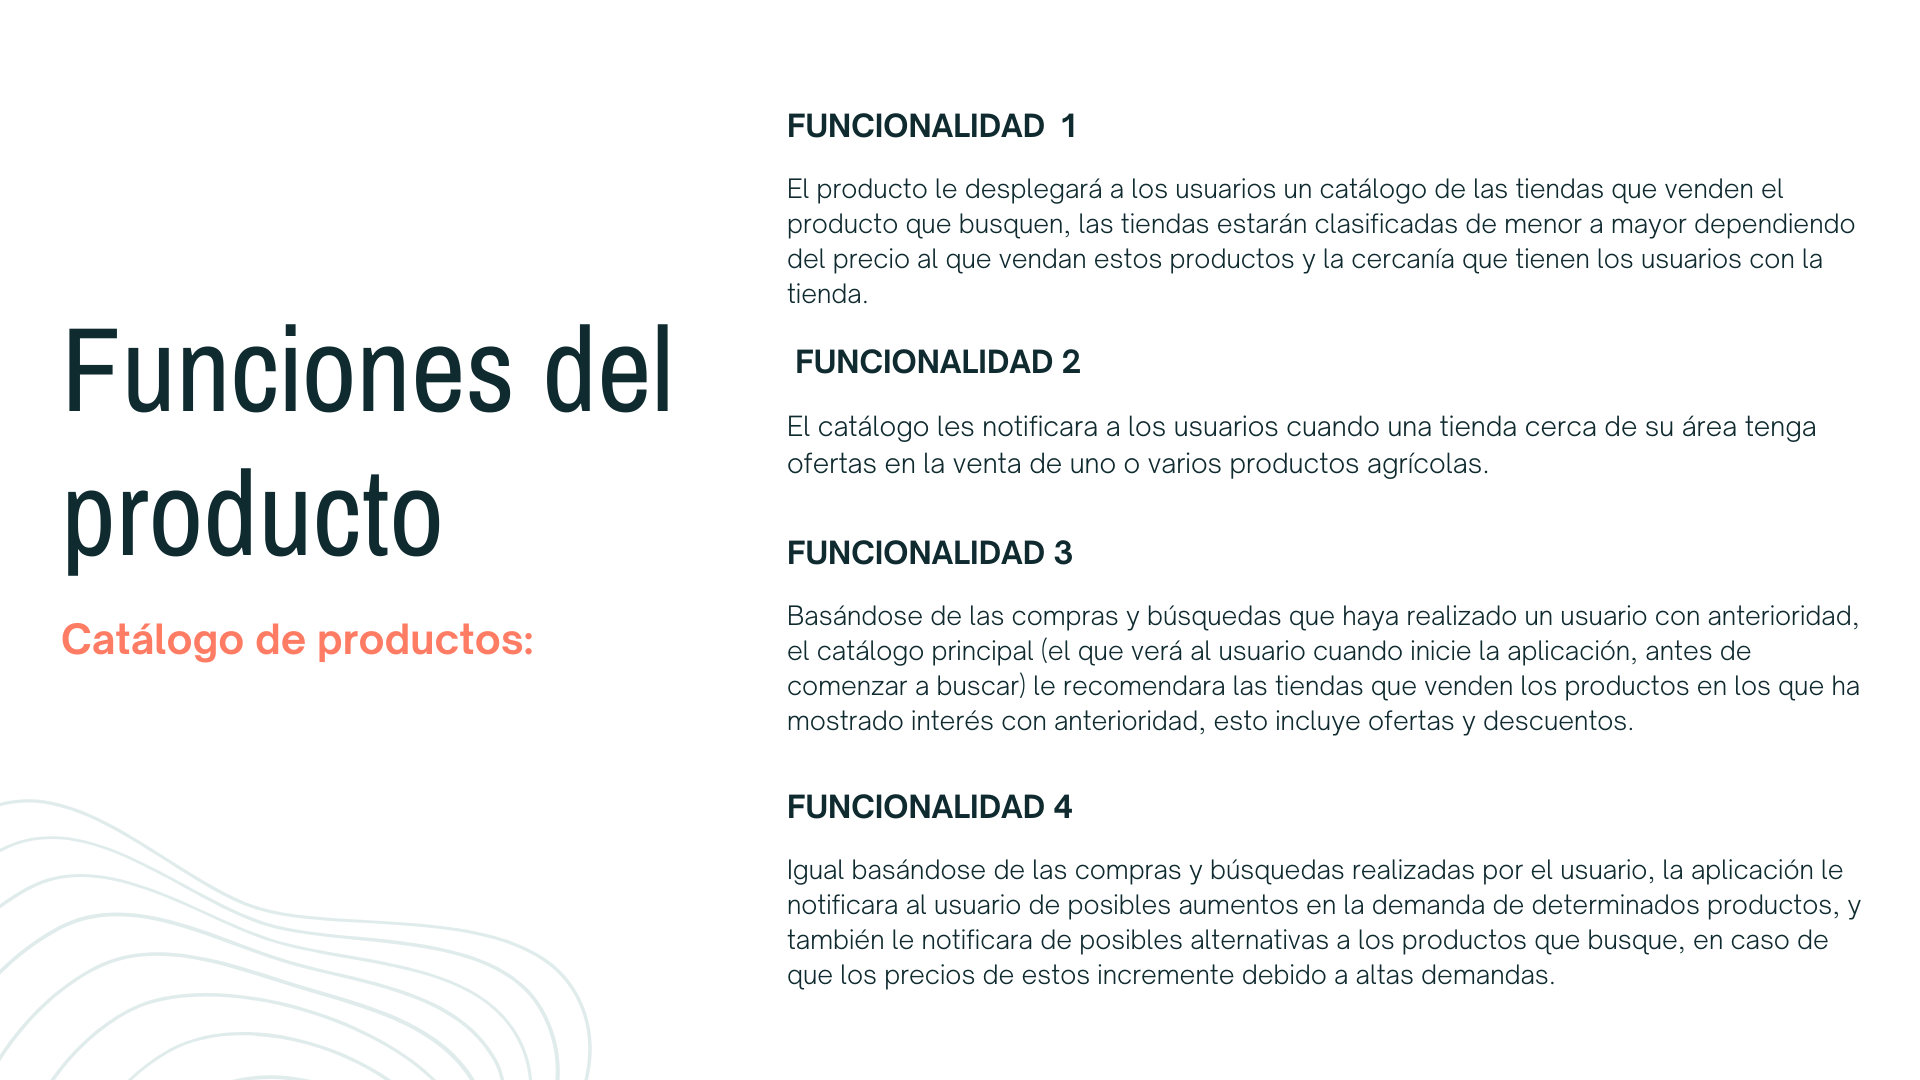 Funciones del
producto
Catálogo de productos:
FUNCIONALIDAD  1
El producto le desplegará a los usuarios un catálogo de las tiendas que venden el
producto que busquen, las tiendas estarán clasificadas de menor a mayor dependiendo
del precio al que vendan estos productos y la cercanía que tienen los usuarios con la
tienda.
FUNCIONALIDAD 2
El catálogo les notificara a los usuarios cuando una tienda cerca de su área tenga
ofertas en la venta de uno o varios productos agrícolas.
FUNCIONALIDAD 3
Basándose de las compras y búsquedas que haya realizado un usuario con anterioridad,
el catálogo principal (el que verá al usuario cuando inicie la aplicación, antes de
comenzar a buscar) le recomendara las tiendas que venden los productos en los que ha
mostrado interés con anterioridad, esto incluye ofertas y descuentos.
FUNCIONALIDAD 4
Igual basándose de las compras y búsquedas realizadas por el usuario, la aplicación le
notificara al usuario de posibles aumentos en la demanda de determinados productos, y
también le notificara de posibles alternativas a los productos que busque, en caso de
que los precios de estos incremente debido a altas demandas.